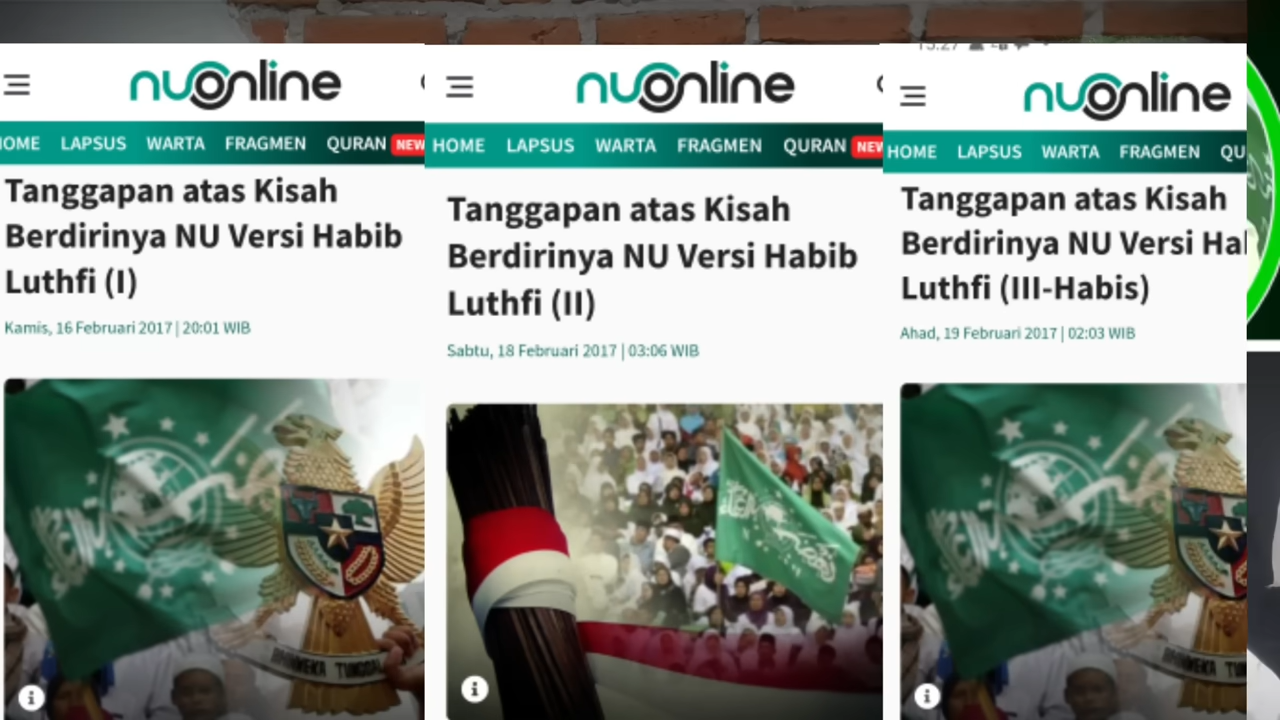 nuonline
HOME LAPSUS WARTA FRAGMEN QURAN NEW
Tanggapan atas Kisah
Berdirinya NU Versi Habib
Luthfi (I)
Kamis, 16 Februari 2017 | 20:01 WIB
nuonline
HOME LAPSUS WARTA FRAGMEN QURAN NEW
Tanggapan atas Kisah
Berdirinya NU Versi Habib
Luthfi (II)
Sabtu, 18 Februari 2017 | 03:06 WIB
nuonline
HOME LAPSUS WARTA FRAGMEN QU
Tanggapan atas Kisah
Berdirinya NU Versi Hal
Luthfi (III-Habis)
Ahad, 19 Februari 2017 | 02:03 WIB